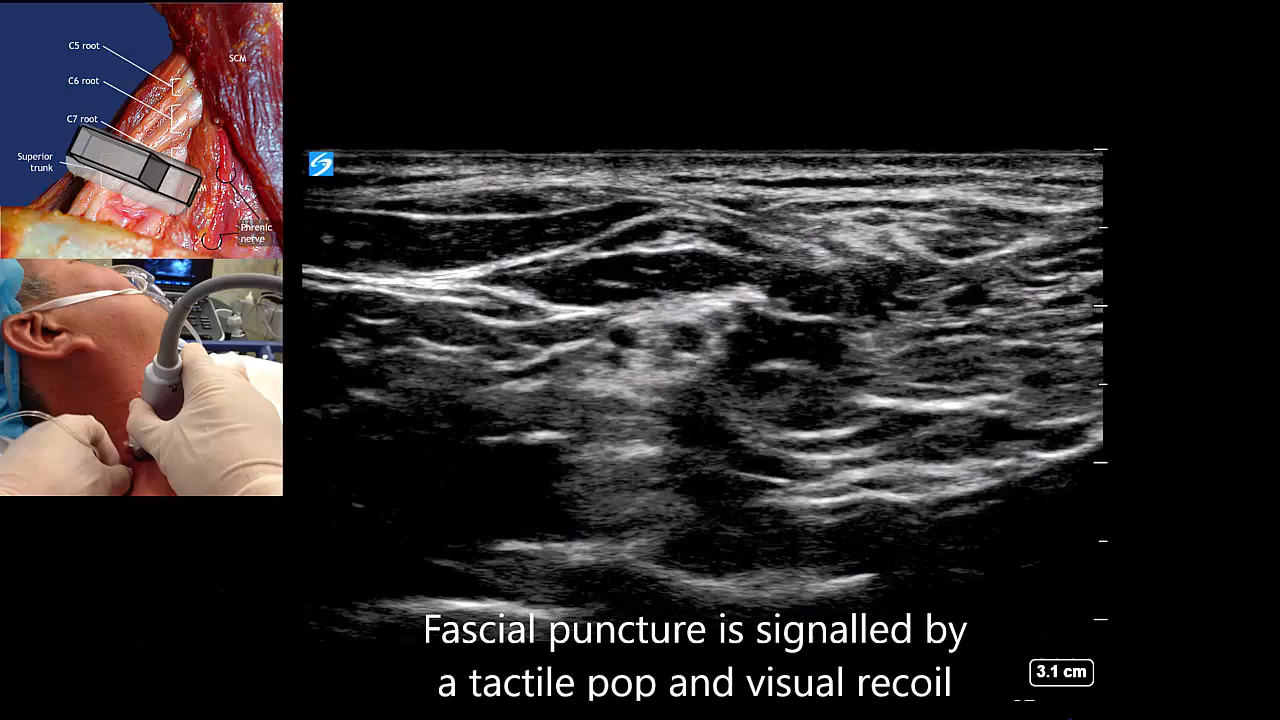 C5 root
SCM
C6 root
C7 root
Superior
trunk
Phrenic
nerve
Fascial puncture is signalled by
a tactile pop and visual recoil
3.1 cm